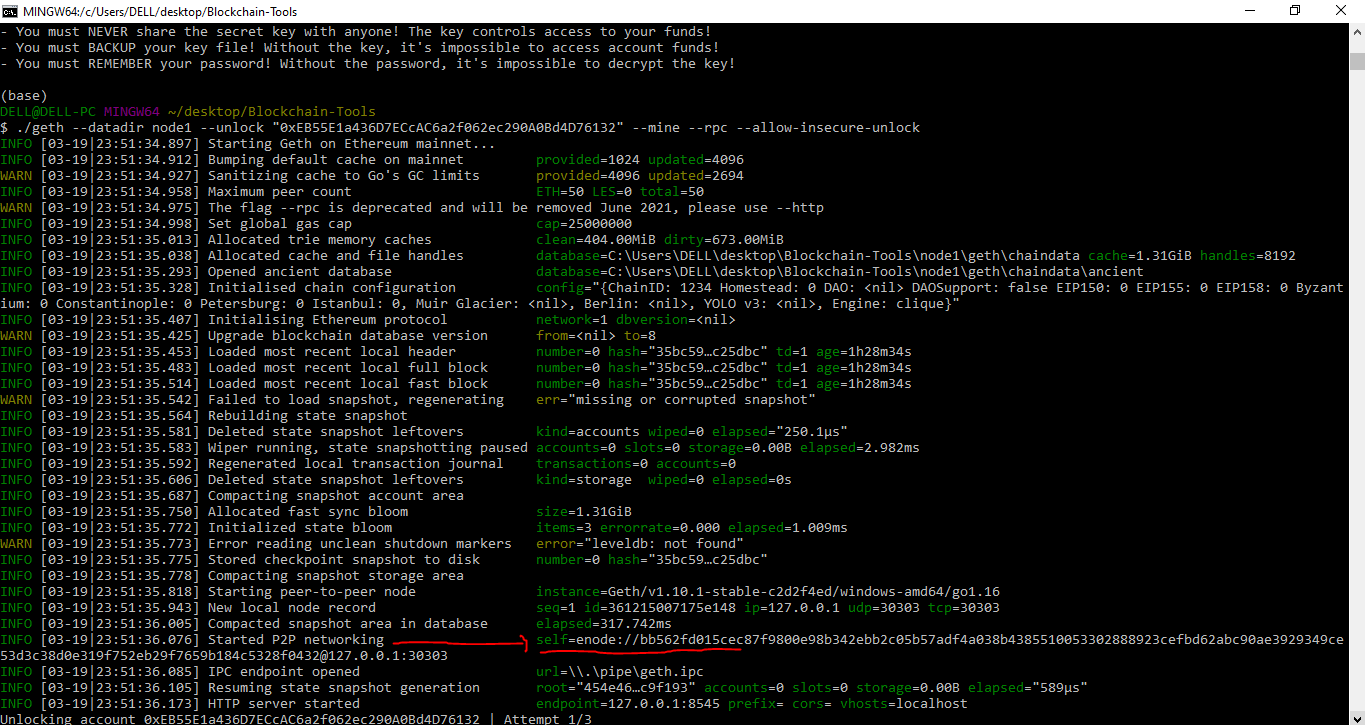 MINGW64:/c/Users/DELL/desktop/Blockchain-Tools
- You must NEVER share the secret key with anyone! The key controls access to your funds!
- You must BACKUP your key file! Without the key, it's impossible to access account funds!
- You must REMEMBER your password! Without the password, it's impossible to decrypt the key!
(base)
DELL@DELL-PC MINGW64 ~/desktop/Blockchain-Tools
$ ./geth --datadir node1 --unlock "0xEB55E1a436D7ECcAC6a2f062ec290A0Bd4D76132" --mine --rpc --allow-insecure-unlock
INFO [03-19|23:51:34.897] Starting Geth on Ethereum mainnet...
INFO [03-19|23:51:34.912] Bumping default cache on mainnet provided=1024 updated=4096
WARN [03-19|23:51:34.927] Sanitizing cache to Go's GC limits provided=4096 updated=2694
INFO [03-19|23:51:34.958] Maximum peer count ETH=50 LES=0 total=50
WARN [03-19|23:51:34.975] The flag --rpc is deprecated and will be removed June 2021, please use --http
INFO [03-19|23:51:34.998] Set global gas cap cap=25000000
INFO [03-19|23:51:35.013] Allocated trie memory caches clean=404.00MiB dirty=673.00MiB
INFO [03-19|23:51:35.038] Allocated cache and file handles database=C:\Users\DELL\desktop\Blockchain-Tools\node1\geth\chaindata cache=1.31GiB handles=8192
INFO [03-19|23:51:35.293] Opened ancient database database=C:\Users\DELL\desktop\Blockchain-Tools\node1\geth\chaindata\ancient
INFO [03-19|23:51:35.328] Initialised chain configuration config="{ChainID: 1234 Homestead: 0 DAO: <nil> DAOSupport: false EIP150: 0 EIP155: 0 EIP158: 0 Byzant
ium: 0 Constantinople: 0 Petersburg: 0 Istanbul: 0, Muir Glacier: <nil>, Berlin: <nil>, YOLO v3: <nil>, Engine: clique}"
INFO [03-19|23:51:35.407] Initialising Ethereum protocol network=1 dbversion=<nil>
WARN [03-19|23:51:35.425] Upgrade blockchain database version from=<nil> to=8
INFO [03-19|23:51:35.453] Loaded most recent local header number=0 hash="35bc59…c25dbc" td=1 age=1h28m34s
INFO [03-19|23:51:35.483] Loaded most recent local full block number=0 hash="35bc59…c25dbc" td=1 age=1h28m34s
INFO [03-19|23:51:35.514] Loaded most recent local fast block number=0 hash="35bc59…c25dbc" td=1 age=1h28m34s
WARN [03-19|23:51:35.542] Failed to load snapshot, regenerating err="missing or corrupted snapshot"
INFO [03-19|23:51:35.564] Rebuilding state snapshot
INFO [03-19|23:51:35.581] Deleted state snapshot leftovers kind=accounts wiped=0 elapsed="250.1µs"
INFO [03-19|23:51:35.583] Wiper running, state snapshotting paused accounts=0 slots=0 storage=0.00B elapsed=2.982ms
INFO [03-19|23:51:35.592] Regenerated local transaction journal transactions=0 accounts=0
INFO [03-19|23:51:35.606] Deleted state snapshot leftovers kind=storage wiped=0 elapsed=0s
INFO [03-19|23:51:35.687] Compacting snapshot account area
INFO [03-19|23:51:35.750] Allocated fast sync bloom size=1.31GiB
INFO [03-19|23:51:35.772] Initialized state bloom items=3 errorrate=0.000 elapsed=1.009ms
WARN [03-19|23:51:35.773] Error reading unclean shutdown markers error="leveldb: not found"
INFO [03-19|23:51:35.775] Stored checkpoint snapshot to disk number=0 hash="35bc59…c25dbc"
INFO [03-19|23:51:35.778] Compacting snapshot storage area
INFO [03-19|23:51:35.818] Starting peer-to-peer node instance=Geth/v1.10.1-stable-c2d2f4ed/windows-amd64/go1.16
INFO [03-19|23:51:35.943] New local node record seq=1 id=361215007175e148 ip=127.0.0.1 udp=30303 tcp=30303
INFO [03-19|23:51:36.005] Compacted snapshot area in database elapsed=317.742ms
INFO [03-19|23:51:36.076] Started P2P networking self=enode://bb562fd015cec87f9800e98b342ebb2c05b57adf4a038b4385510053302888923cefbd62abc90ae3929349ce
53d3c38d0e319f752eb29f7659b184c5328f0432@127.0.0.1:30303
INFO [03-19|23:51:36.085] IPC endpoint opened url=\\.\pipe\geth.ipc
INFO [03-19|23:51:36.105] Resuming state snapshot generation root="454e46…c9f193" accounts=0 slots=0 storage=0.00B elapsed="589µs"
INFO [03-19|23:51:36.173] HTTP server started endpoint=127.0.0.1:8545 prefix= cors= vhosts=localhost
Unlocking account 0xEB55E1a436D7ECcAC6a2f062ec290A0Bd4D76132 | Attempt 1/3